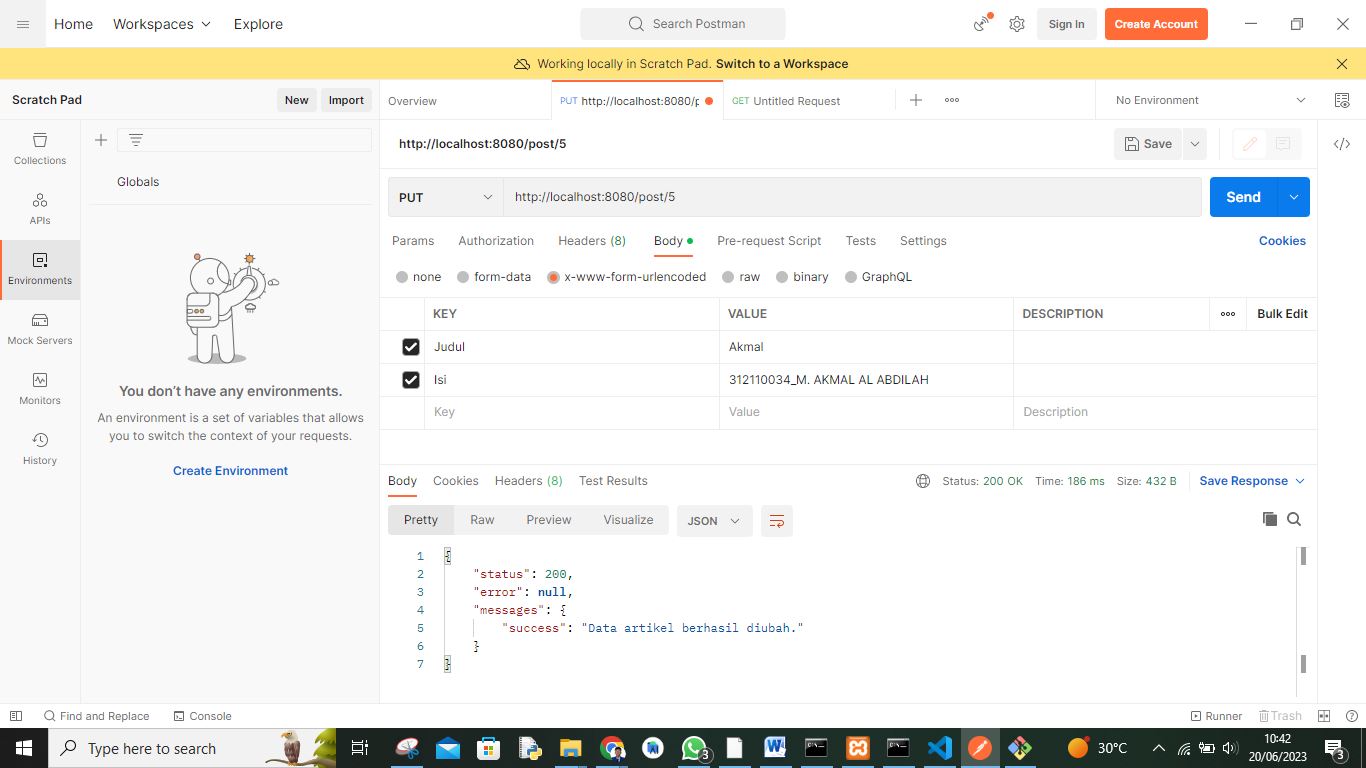 Home Workspaces Explore Search Postman Sign In Create Account
Working locally in Scratch Pad. Switch to a Workspace
Scratch Pad New Import Overview PUT http://localhost:8080/p GET Untitled Request No Environment
Collections
APIs
Environments
Mock Servers
Monitors
History
Globals
You don't have any environments.
An environment is a set of variables that allows
you to switch the context of your requests.
Create Environment
http://localhost:8080/post/5 Save
PUT http://localhost:8080/post/5 Send
Params Authorization Headers (8) Body Pre-request Script Tests Settings Cookies
none form-data x-www-form-urlencoded raw binary GraphQL
KEY VALUE DESCRIPTION Bulk Edit
Judul Akmal
Isi 312110034_M. AKMAL AL ABDILAH
Key Value Description
Body Cookies Headers (8) Test Results Status: 200 OK Time: 186 ms Size: 432 B Save Response
Pretty Raw Preview Visualize JSON
1 {
2 "status": 200,
3 "error": null,
4 "messages": {
5 "success": "Data artikel berhasil diubah."
6 }
7 }
Find and Replace Console Runner Trash
Type here to search 3 30°C 10:42
20/06/2023 3